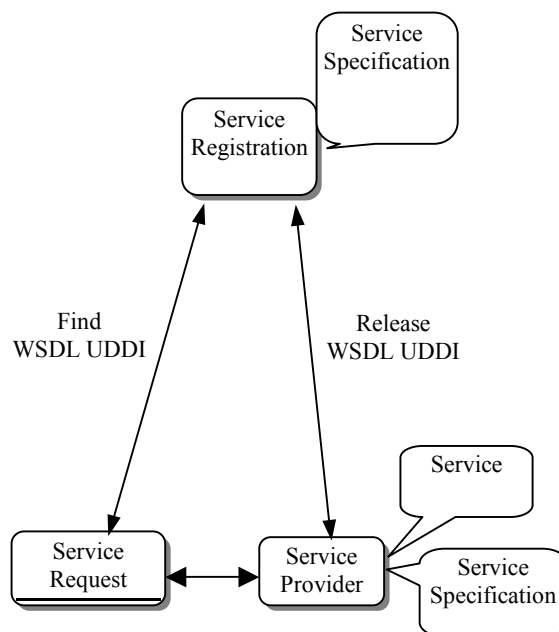 Service
Specification
Service
Registration
Find
WSDL UDDI
Release
WSDL UDDI
Service
Service
Request
Service
Provider
Service
Specification